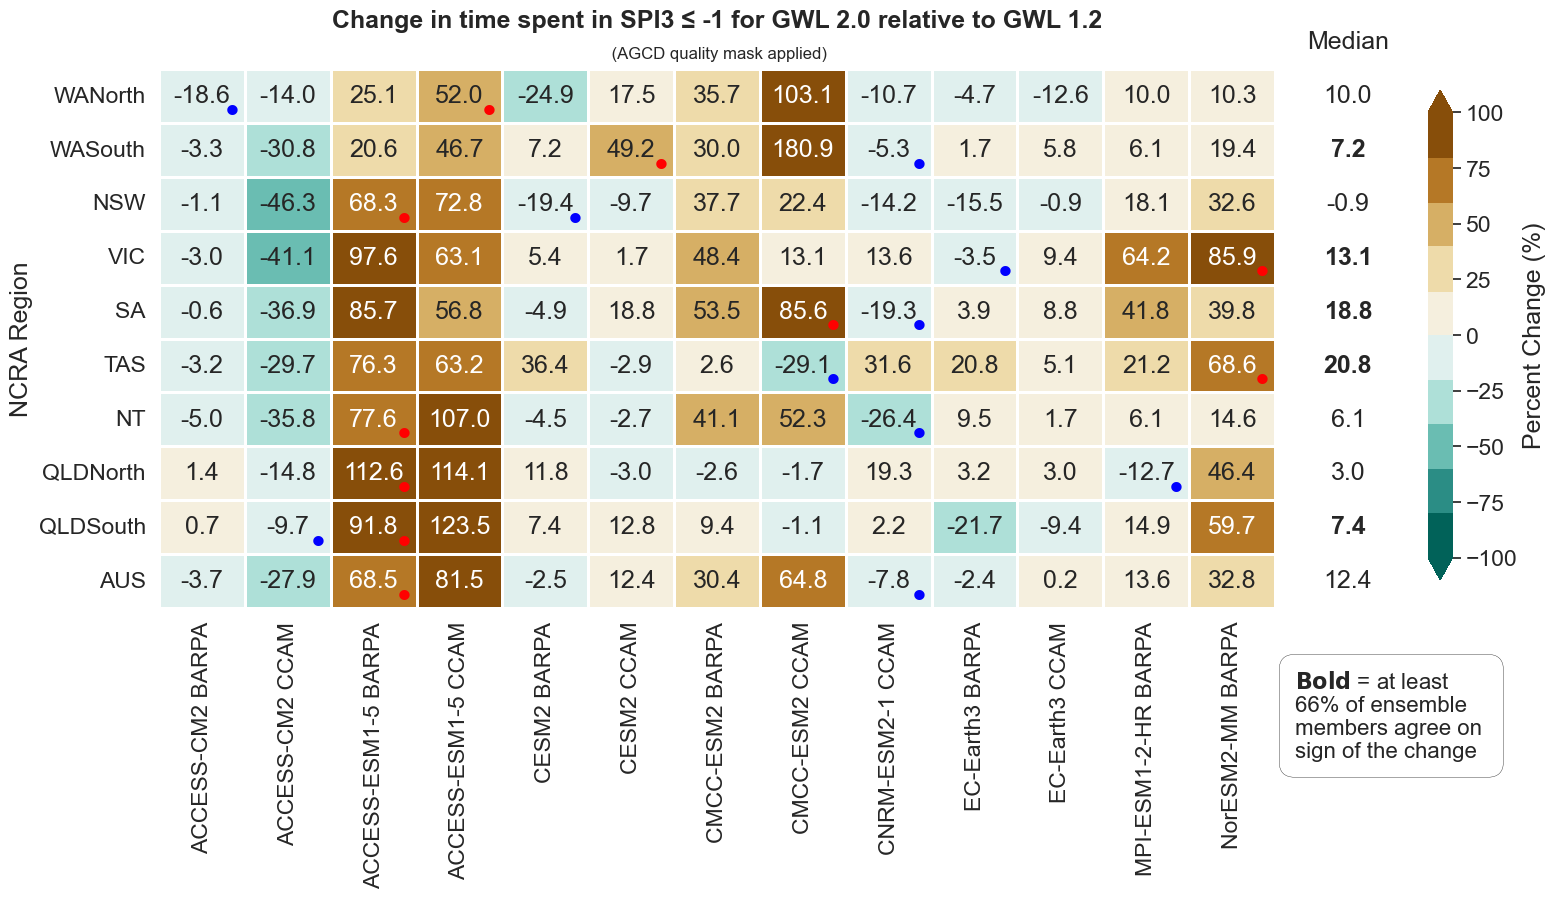 Change in time spent in SPI3 ≤ -1 for GWL 2.0 relative to GWL 1.2
(AGCD quality mask applied)
Median
WANorth -18.6 -14.0 25.1 52.0 -24.9 17.5 35.7 103.1 -10.7 -4.7 -12.6 10.0 10.3 10.0
WASouth -3.3 -30.8 20.6 46.7 7.2 49.2 30.0 180.9 -5.3 1.7 5.8 6.1 19.4 7.2
NSW -1.1 -46.3 68.3 72.8 -19.4 -9.7 37.7 22.4 -14.2 -15.5 -0.9 18.1 32.6 -0.9
VIC -3.0 -41.1 97.6 63.1 5.4 1.7 48.4 13.1 13.6 -3.5 9.4 64.2 85.9 13.1
SA -0.6 -36.9 85.7 56.8 -4.9 18.8 53.5 85.6 -19.3 3.9 8.8 41.8 39.8 18.8
TAS -3.2 -29.7 76.3 63.2 36.4 -2.9 2.6 -29.1 31.6 20.8 5.1 21.2 68.6 20.8
NT -5.0 -35.8 77.6 107.0 -4.5 -2.7 41.1 52.3 -26.4 9.5 1.7 6.1 14.6 6.1
QLDNorth 1.4 -14.8 112.6 114.1 11.8 -3.0 -2.6 -1.7 19.3 3.2 3.0 -12.7 46.4 3.0
QLDSouth 0.7 -9.7 91.8 123.5 7.4 12.8 9.4 -1.1 2.2 -21.7 -9.4 14.9 59.7 7.4
AUS -3.7 -27.9 68.5 81.5 -2.5 12.4 30.4 64.8 -7.8 -2.4 0.2 13.6 32.8 12.4
NCRA Region
ACCESS-CM2 BARPA
ACCESS-CM2 CCAM
ACCESS-ESM1-5 BARPA
ACCESS-ESM1-5 CCAM
CESM2 BARPA
CESM2 CCAM
CMCC-ESM2 BARPA
CMCC-ESM2 CCAM
CNRM-ESM2-1 CCAM
EC-Earth3 BARPA
EC-Earth3 CCAM
MPI-ESM1-2-HR BARPA
NorESM2-MM BARPA
100
75
50
25
0
−25
−50
−75
−100
Percent Change (%)
Bold = at least
66% of ensemble
members agree on
sign of the change